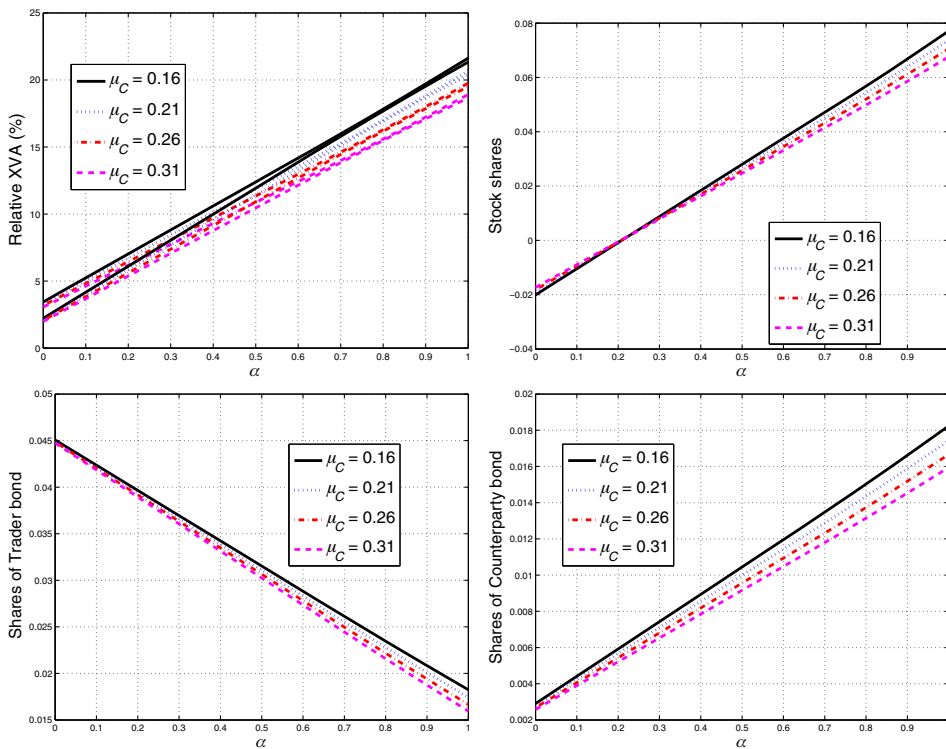 25
20
15
10
5
0
Relative XVA (%)
μC = 0.16
μC = 0.21
μC = 0.26
μC = 0.31
0 0.1 0.2 0.3 0.4 0.5 0.6 0.7 0.8 0.9 1
α
0.08
0.06
0.04
0.02
0
−0.02
−0.04
Stock shares
μC = 0.16
μC = 0.21
μC = 0.26
μC = 0.31
0 0.1 0.2 0.3 0.4 0.5 0.6 0.7 0.8 0.9
α
0.05
0.045
0.04
0.035
0.03
0.025
0.02
0.015
Shares of Trader bond
μC = 0.16
μC = 0.21
μC = 0.26
μC = 0.31
0 0.1 0.2 0.3 0.4 0.5 0.6 0.7 0.8 0.9 1
α
0.02
0.018
0.016
0.014
0.012
0.01
0.008
0.006
0.004
0.002
Shares of Counterparty bond
μC = 0.16
μC = 0.21
μC = 0.26
μC = 0.31
0 0.1 0.2 0.3 0.4 0.5 0.6 0.7 0.8 0.9
α